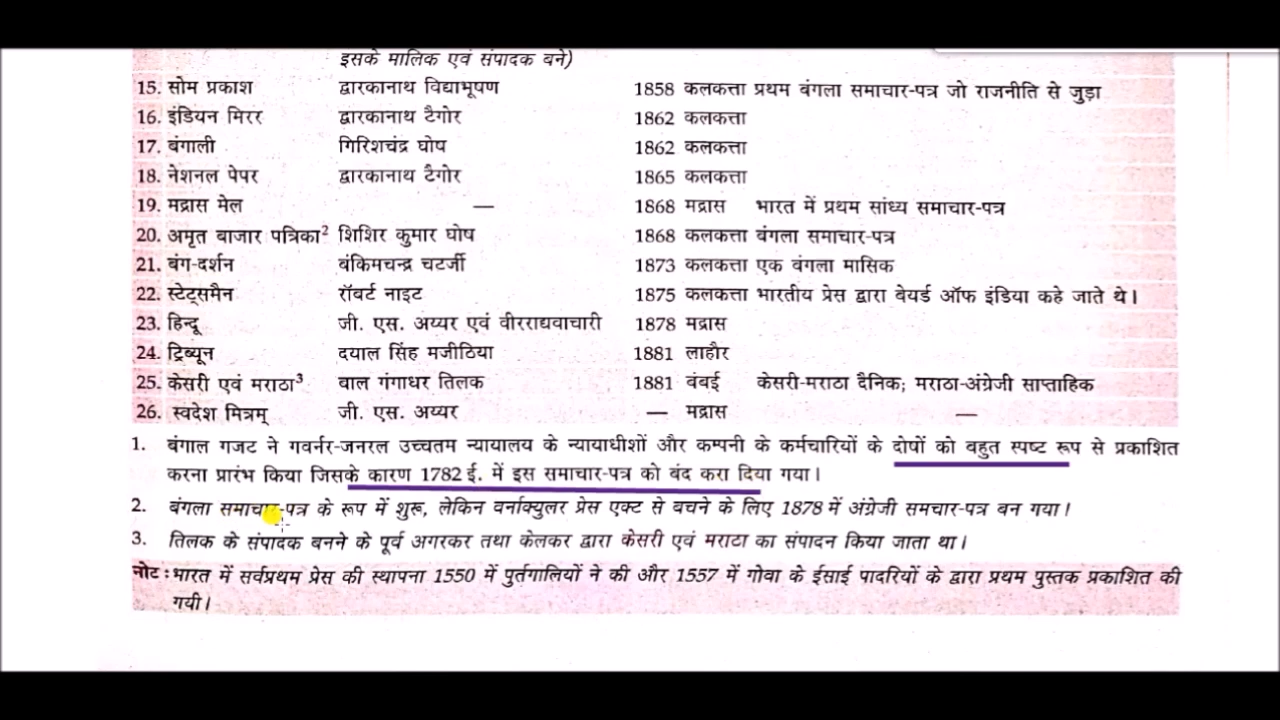 इसके मालिक एवं संपादक बने)
15. सोम प्रकाश द्वारकानाथ विद्याभूषण 1858 कलकत्ता प्रथम बंगला समाचार-पत्र जो राजनीति से जुड़ा
16. इंडियन मिरर द्वारकानाथ टैगोर 1862 कलकत्ता
17. बंगाली गिरिशचंद्र घोष 1862 कलकत्ता
18. नेशनल पेपर द्वारकानाथ टैगोर 1865 कलकत्ता
19. मद्रास मेल — 1868 मद्रास भारत में प्रथम सांध्य समाचार-पत्र
20. अमृत बाजार पत्रिका² शिशिर कुमार घोष 1868 कलकत्ता बंगला समाचार-पत्र
21. बंग-दर्शन बंकिमचन्द्र चटर्जी 1873 कलकत्ता एक बंगला मासिक
22. स्टेट्समैन रॉबर्ट नाइट 1875 कलकत्ता भारतीय प्रेस द्वारा बेयर्ड ऑफ इंडिया कहे जाते थे।
23. हिन्दू जी. एस. अय्यर एवं वीरराद्यवाचारी 1878 मद्रास
24. ट्रिब्यून दयाल सिंह मजीठिया 1881 लाहौर
25. केसरी एवं मराठा³ बाल गंगाधर तिलक 1881 बंबई केसरी-मराठा दैनिक; मराठा-अंग्रेजी साप्ताहिक
26. स्वदेश मित्रम् जी. एस. अय्यर — मद्रास —
1. बंगाल गजट ने गवर्नर-जनरल उच्चतम न्यायालय के न्यायाधीशों और कम्पनी के कर्मचारियों के दोषों को बहुत स्पष्ट रूप से प्रकाशित
करना प्रारंभ किया जिसके कारण 1782 ई. में इस समाचार-पत्र को बंद करा दिया गया।
2. बंगला समाचार-पत्र के रूप में शुरू, लेकिन वर्नाक्युलर प्रेस एक्ट से बचने के लिए 1878 में अंग्रेजी समचार-पत्र बन गया।
3. तिलक के संपादक बनने के पूर्व अगरकर तथा केलकर द्वारा केसरी एवं मराटा का संपादन किया जाता था।
नोट : भारत में सर्वप्रथम प्रेस की स्थापना 1550 में पुर्तगालियों ने की और 1557 में गोवा के ईसाई पादरियों के द्वारा प्रथम पुस्तक प्रकाशित की
गयी।